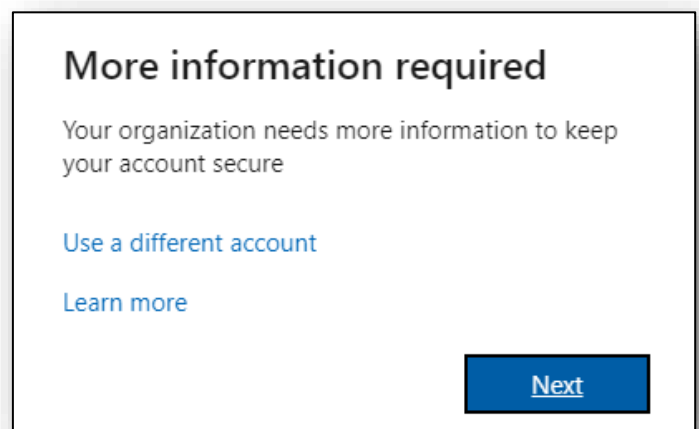 More information required
Your organization needs more information to keep
your account secure
Use a different account
Learn more
Next